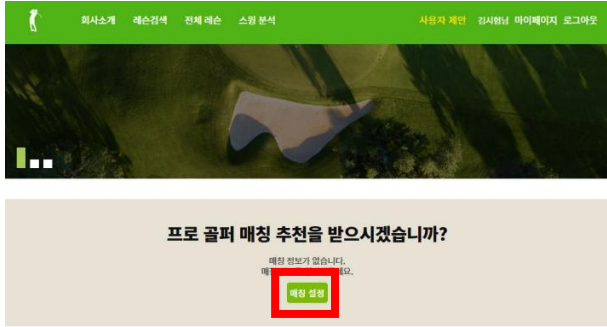 회사소개 레슨검색 전체 레슨 스윙 분석 사용자 제안 김시험님 마이페이지 로그아웃
프로 골퍼 매칭 추천을 받으시겠습니까?
매칭 정보가 없습니다.
매칭
매칭 설정